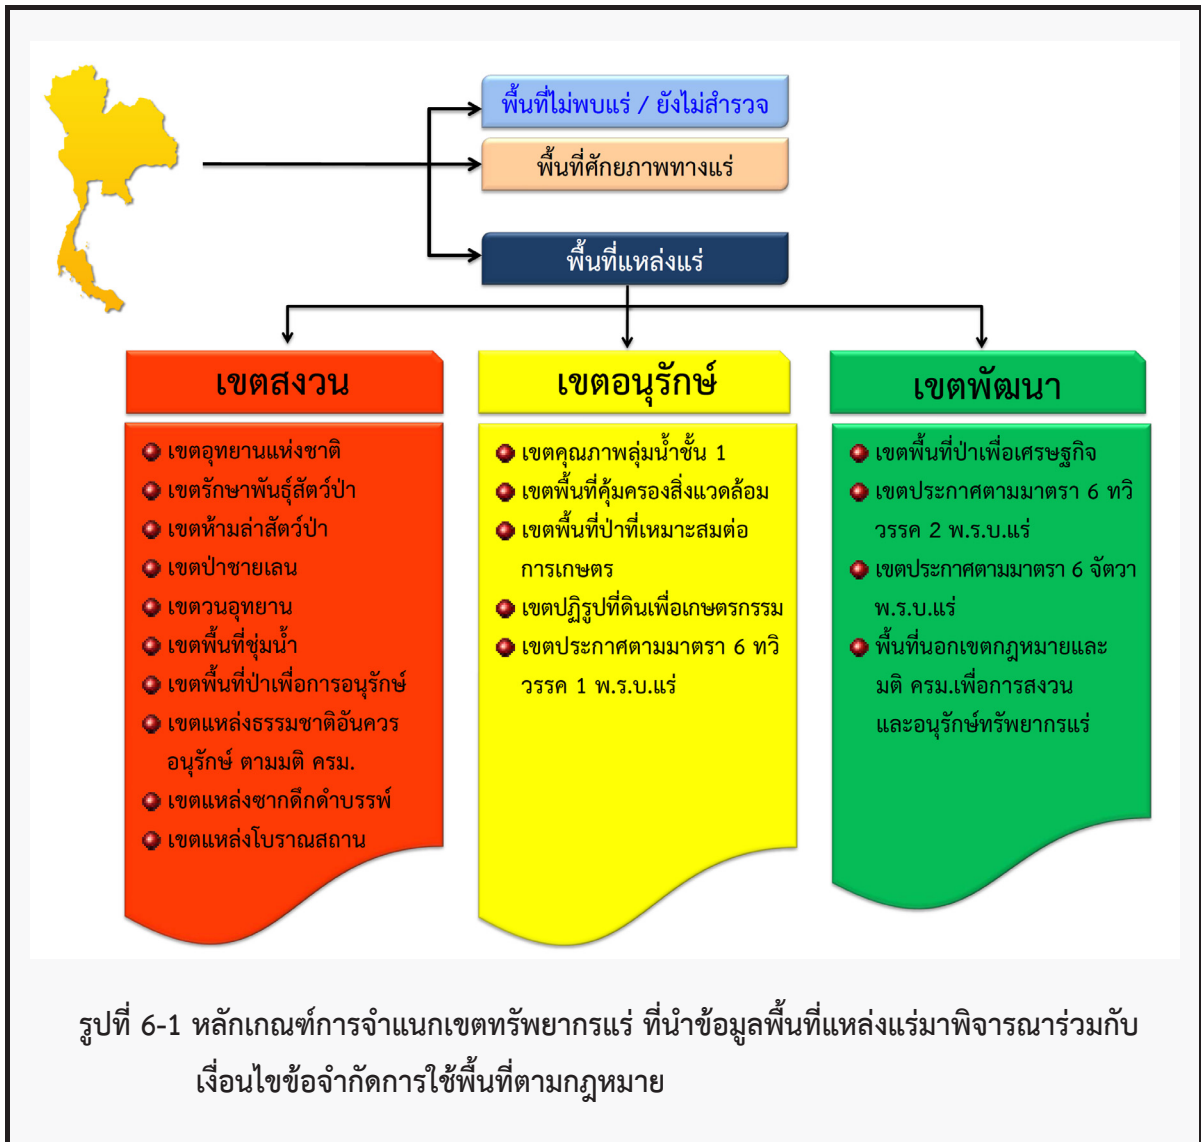 พื้นที่ไม่พบแร่ / ยังไม่สำรวจ
พื้นที่ศักยภาพทางแร่
พื้นที่แหล่งแร่
เขตสงวน
เขตอุทยานแห่งชาติ
เขตรักษาพันธุ์สัตว์ป่า
เขตห้ามล่าสัตว์ป่า
เขตป่าชายเลน
เขตวนอุทยาน
เขตพื้นที่ชุ่มน้ำ
เขตพื้นที่ป่าเพื่อการอนุรักษ์
เขตแหล่งธรรมชาติอันควร
อนุรักษ์ ตามมติ ครม.
เขตแหล่งซากดึกดำบรรพ์
เขตแหล่งโบราณสถาน
เขตอนุรักษ์
เขตคุณภาพลุ่มน้ำชั้น 1
เขตพื้นที่คุ้มครองสิ่งแวดล้อม
เขตพื้นที่ป่าที่เหมาะสมต่อ
การเกษตร
เขตปฏิรูปที่ดินเพื่อเกษตรกรรม
เขตประกาศตามมาตรา 6 ทวิ
วรรค 1 พ.ร.บ.แร่
เขตพัฒนา
เขตพื้นที่ป่าเพื่อเศรษฐกิจ
เขตประกาศตามมาตรา 6 ทวิ
วรรค 2 พ.ร.บ.แร่
เขตประกาศตามมาตรา 6 จัตวา
พ.ร.บ.แร่
พื้นที่นอกเขตกฎหมายและ
มติ ครม.เพื่อการสงวน
และอนุรักษ์ทรัพยากรแร่
รูปที่ 6-1 หลักเกณฑ์การจำแนกเขตทรัพยากรแร่ ที่นำข้อมูลพื้นที่แหล่งแร่มาพิจารณาร่วมกับ
เงื่อนไขข้อจำกัดการใช้พื้นที่ตามกฎหมาย